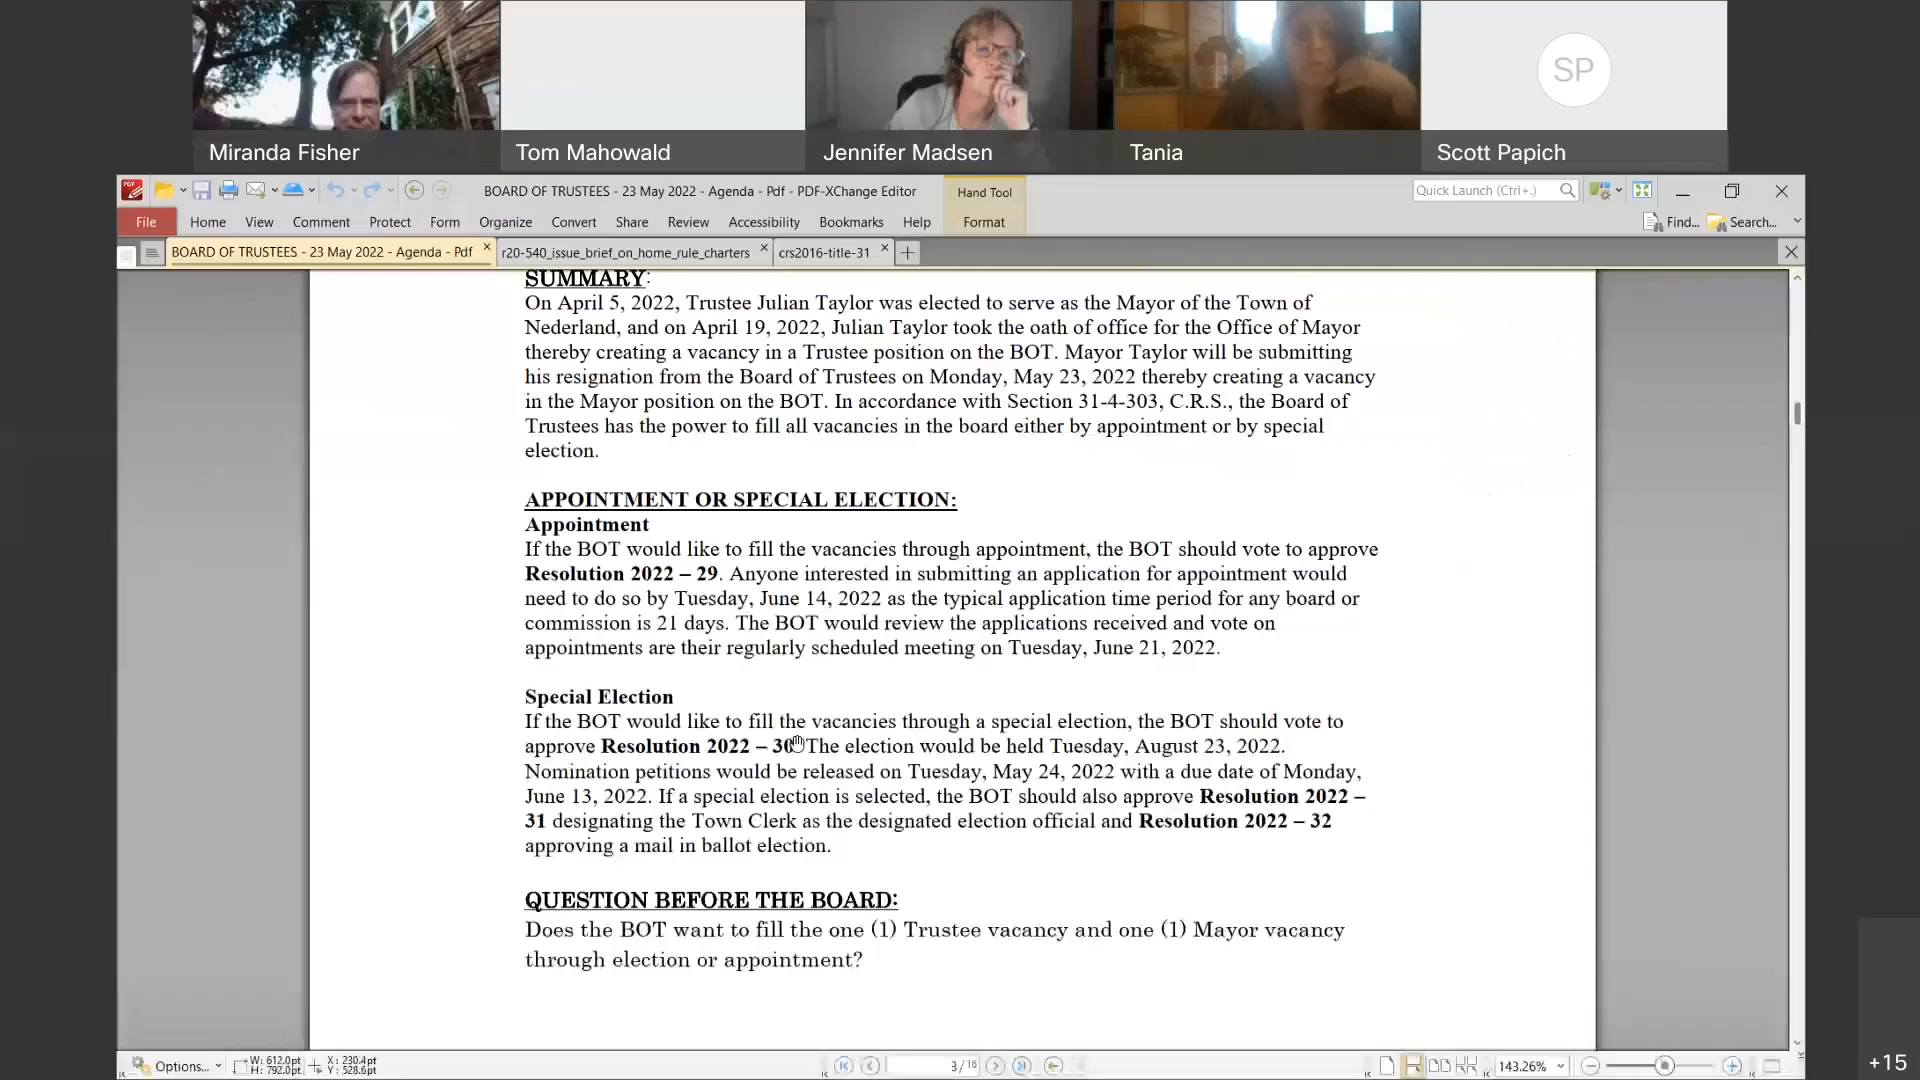 SP
Miranda Fisher
Tom Mahowald
Jennifer Madsen
Tania
Scott Papich
BOARD OF TRUSTEES - 23 May 2022 - Agenda - Pdf - PDF-XChange Editor
Hand Tool
Quick Launch (Ctrl+.)
File
Home
View
Comment
Protect
Form
Organize
Convert
Share
Review
Accessibility
Bookmarks
Help
Format
Find...
Search...
BOARD OF TRUSTEES - 23 May 2022 - Agenda - Pdf
r20-540_issue_brief_on_home_rule_charters
crs2016-title-31
SUMMARY:
On April 5, 2022, Trustee Julian Taylor was elected to serve as the Mayor of the Town of
Nederland, and on April 19, 2022, Julian Taylor took the oath of office for the Office of Mayor
thereby creating a vacancy in a Trustee position on the BOT. Mayor Taylor will be submitting
his resignation from the Board of Trustees on Monday, May 23, 2022 thereby creating a vacancy
in the Mayor position on the BOT. In accordance with Section 31-4-303, C.R.S., the Board of
Trustees has the power to fill all vacancies in the board either by appointment or by special
election.
APPOINTMENT OR SPECIAL ELECTION:
Appointment
If the BOT would like to fill the vacancies through appointment, the BOT should vote to approve
Resolution 2022 – 29. Anyone interested in submitting an application for appointment would
need to do so by Tuesday, June 14, 2022 as the typical application time period for any board or
commission is 21 days. The BOT would review the applications received and vote on
appointments are their regularly scheduled meeting on Tuesday, June 21, 2022.
Special Election
If the BOT would like to fill the vacancies through a special election, the BOT should vote to
approve Resolution 2022 – 30 The election would be held Tuesday, August 23, 2022.
Nomination petitions would be released on Tuesday, May 24, 2022 with a due date of Monday,
June 13, 2022. If a special election is selected, the BOT should also approve Resolution 2022 –
31 designating the Town Clerk as the designated election official and Resolution 2022 – 32
approving a mail in ballot election.
QUESTION BEFORE THE BOARD:
Does the BOT want to fill the one (1) Trustee vacancy and one (1) Mayor vacancy
through election or appointment?
Options...
W: 612.0pt
H: 792.0pt
X: 230.4pt
Y: 528.6pt
3 / 16
143.26%
+15